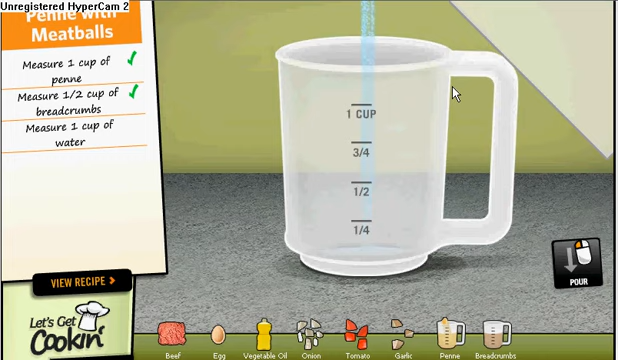 Unregistered HyperCam 2
Penne with
Meatballs
Measure 1 cup of
penne
Measure 1/2 cup of
breadcrumbs
Measure 1 cup of
water
1 CUP
3/4
1/2
1/4
POUR
VIEW RECIPE
Let's Get
Cookin'
Beef
Egg
Vegetable Oil
Onion
Tomato
Garlic
Penne
Breadcrumbs